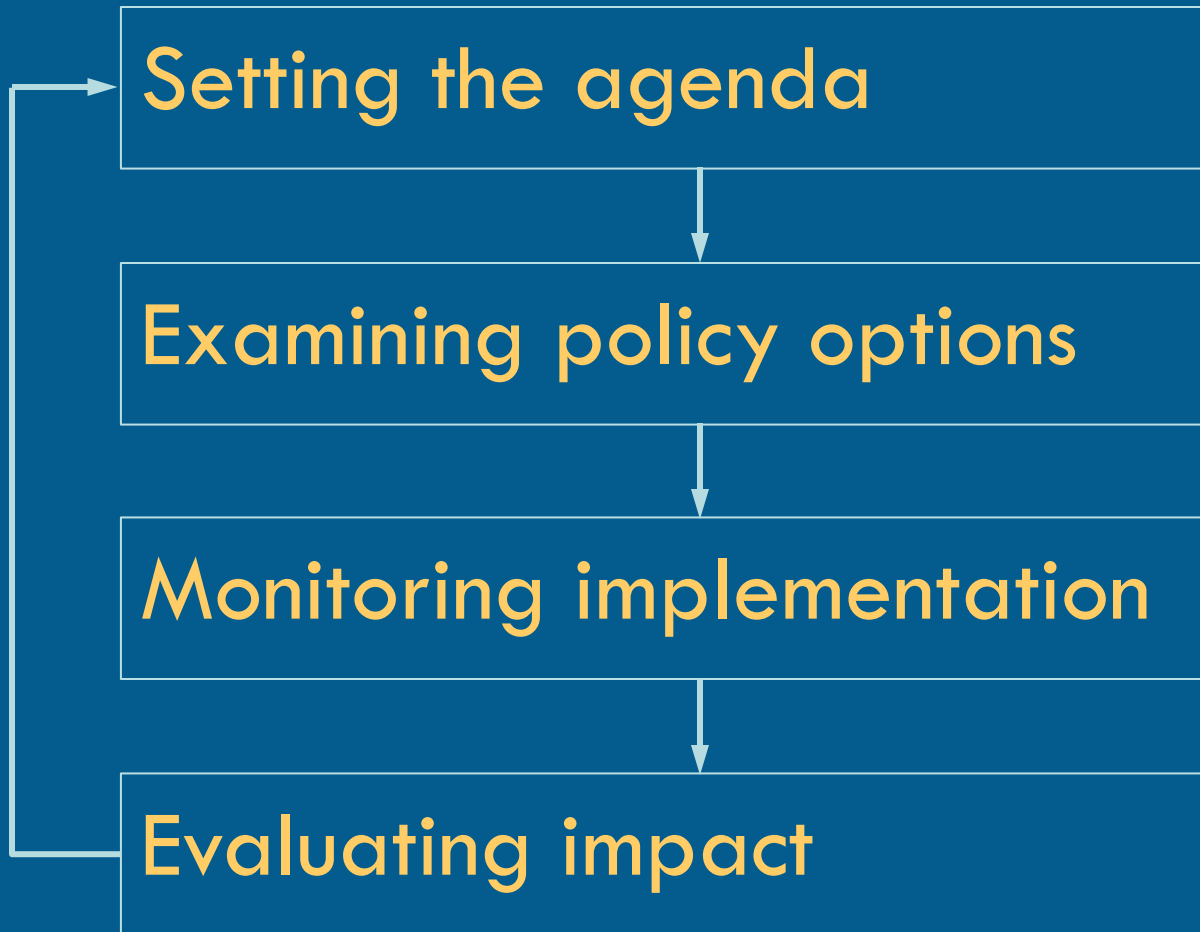 Setting the agenda
Examining policy options
Monitoring implementation
Evaluating impact